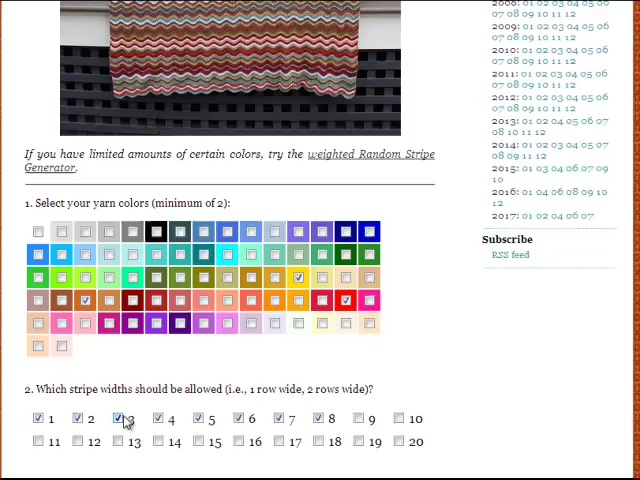 If you have limited amounts of certain colors, try the weighted Random Stripe
Generator.
1. Select your yarn colors (minimum of 2):
2. Which stripe widths should be allowed (i.e., 1 row wide, 2 rows wide)?
1 2 3 4 5 6 7 8 9 10
11 12 13 14 15 16 17 18 19 20
2008: 01 02 03 04 05 06
07 08 09 10 11 12
2009: 01 02 03 04 05 06
07 08 09 10 11 12
2010: 01 02 03 04 05 06
07 08 09 10 11 12
2011: 01 02 03 04 05 06
07 08 09 10 11 12
2012: 01 02 03 04 05 06
07 08 09 10 11 12
2013: 01 02 04 05 06 07
08 10 11 12
2014: 01 02 04 05 06 07
08 09 11 12
2015: 01 03 04 06 07 09
10
2016: 01 04 06 08 09 10
12
2017: 01 02 04 06 07
Subscribe
RSS feed